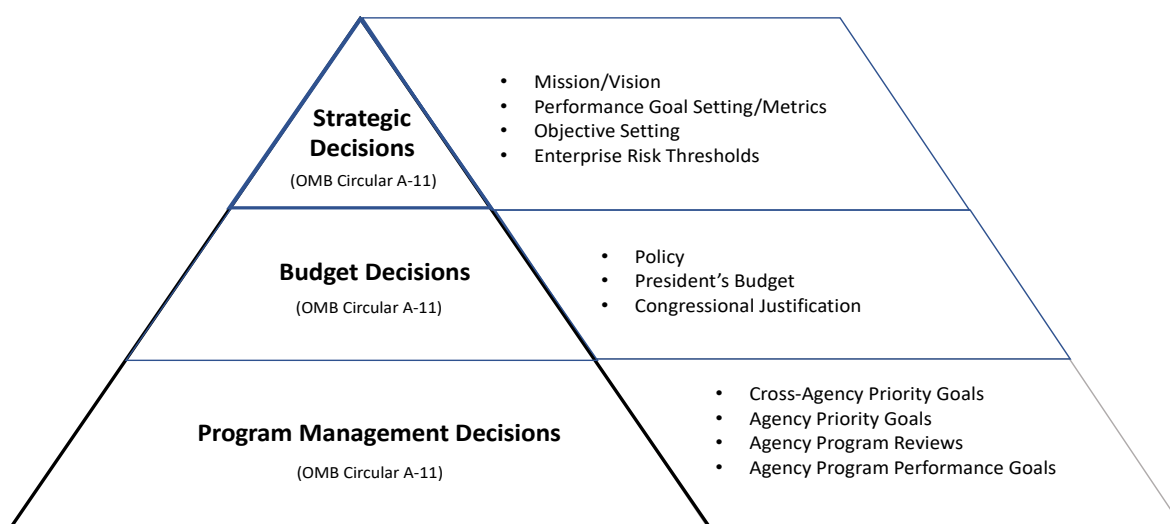 Strategic
Decisions
(OMB Circular A-11)
• Mission/Vision
• Performance Goal Setting/Metrics
• Objective Setting
• Enterprise Risk Thresholds
Budget Decisions
(OMB Circular A-11)
• Policy
• President’s Budget
• Congressional Justification
Program Management Decisions
(OMB Circular A-11)
• Cross-Agency Priority Goals
• Agency Priority Goals
• Agency Program Reviews
• Agency Program Performance Goals